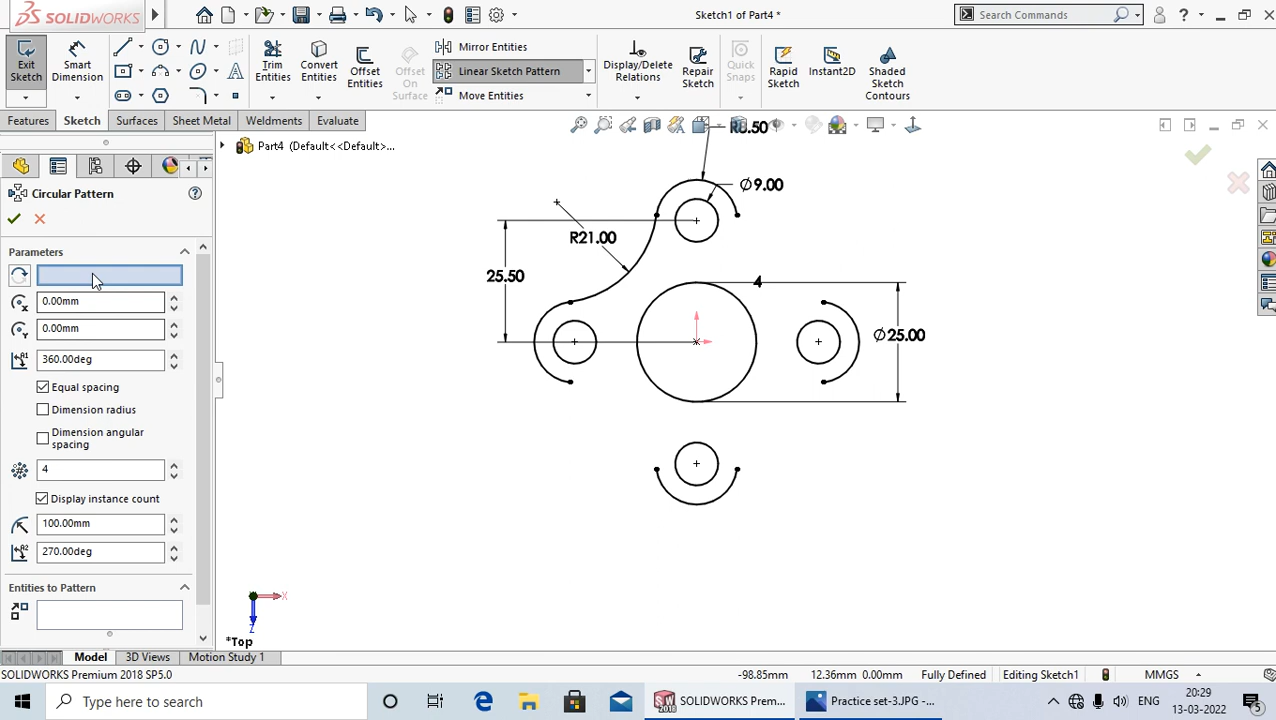 SOLIDWORKS
Sketch1 of Part4 *
Search Commands
?
Exit Sketch
Smart Dimension
Trim Entities
Convert Entities
Offset Entities
Offset On Surface
Mirror Entities
Linear Sketch Pattern
Move Entities
Display/Delete Relations
Repair Sketch
Quick Snaps
Rapid Sketch
Instant2D
Shaded Sketch Contours
Features
Sketch
Surfaces
Sheet Metal
Weldments
Evaluate
Part4 (Default<<Default>...
Circular Pattern
Parameters
0.00mm
0.00mm
360.00deg
Equal spacing
Dimension radius
Dimension angular spacing
4
Display instance count
100.00mm
270.00deg
Entities to Pattern
R8.50
∅9.00
R21.00
25.50
4
∅25.00
X
Z
*Top
Model
3D Views
Motion Study 1
SOLIDWORKS Premium 2018 SP5.0
-98.85mm
12.36mm 0.00mm
Fully Defined
Editing Sketch1
MMGS
Type here to search
SOLIDWORKS Prem...
2018
Practice set-3.JPG -...
ENG
20:29
13-03-2022
5